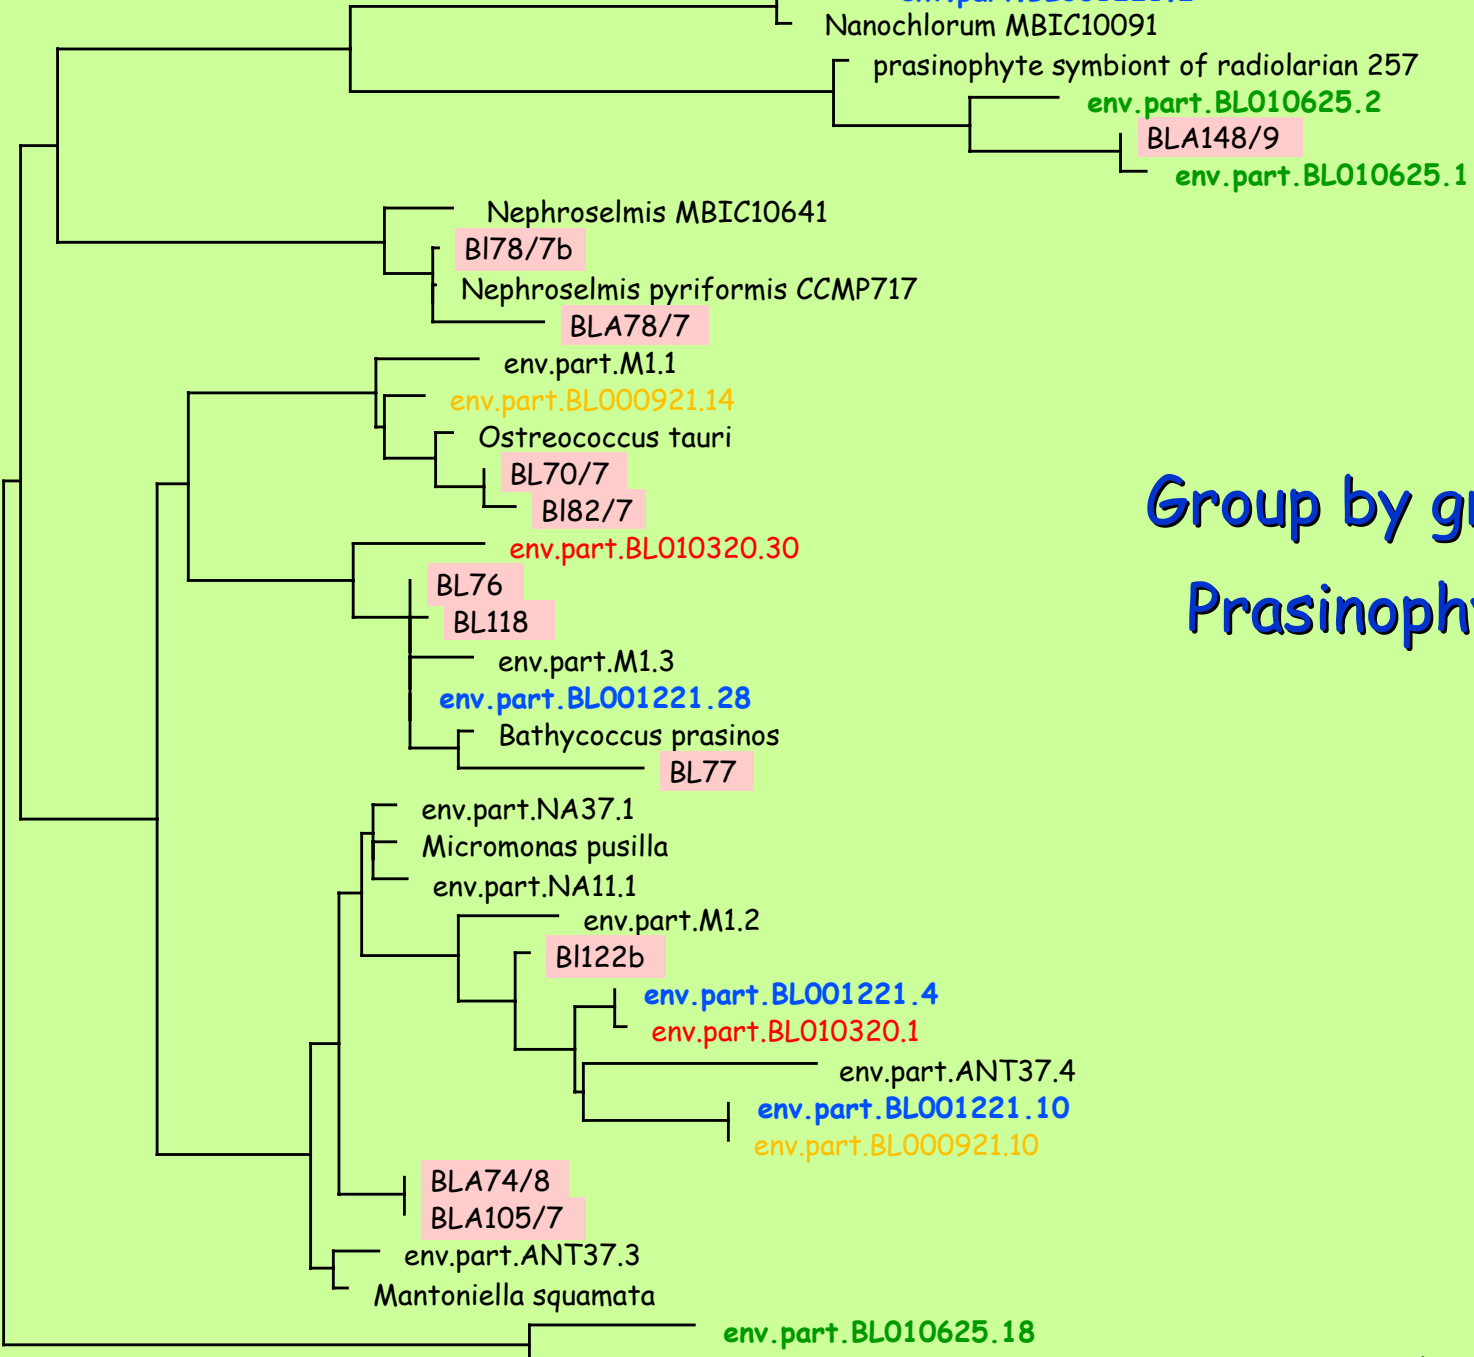 Nanochlorum MBIC10091
prasinophyte symbiont of radiolarian 257
env.part.BL010625.2
BLA148/9
env.part.BL010625.1
Nephroselmis MBIC10641
Bl78/7b
Nephroselmis pyriformis CCMP717
BLA78/7
env.part.M1.1
env.part.BL000921.14
Ostreococcus tauri
BL70/7
Bl82/7
env.part.BL010320.30
BL76
BL118
env.part.M1.3
env.part.BL001221.28
Bathycoccus prasinos
BL77
env.part.NA37.1
Micromonas pusilla
env.part.NA11.1
env.part.M1.2
Bl122b
env.part.BL001221.4
env.part.BL010320.1
env.part.ANT37.4
env.part.BL001221.10
env.part.BL000921.10
BLA74/8
BLA105/7
env.part.ANT37.3
Mantoniella squamata
env.part.BL010625.18
Group by gr
Prasinoph